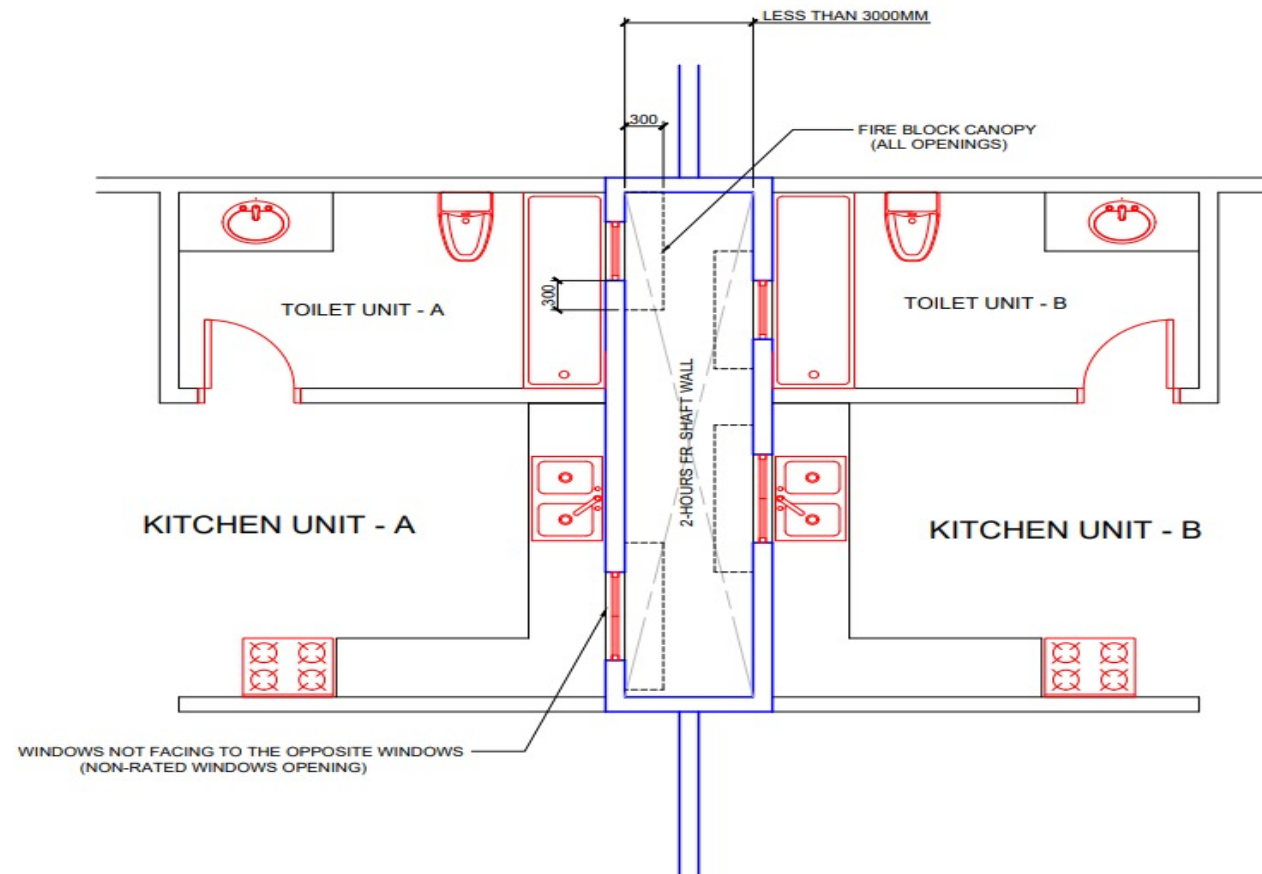 LESS THAN 3000MM
300
FIRE BLOCK CANOPY
(ALL OPENINGS)
300
TOILET UNIT - A
TOILET UNIT - B
2-HOURS FR SHAFT WALL
KITCHEN UNIT - A
KITCHEN UNIT - B
WINDOWS NOT FACING TO THE OPPOSITE WINDOWS
(NON-RATED WINDOWS OPENING)